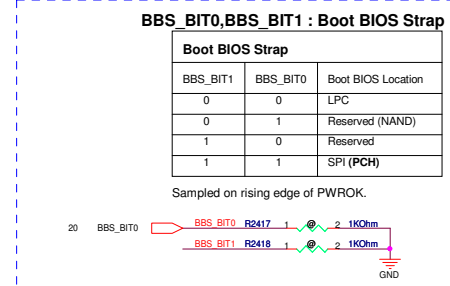 BBS_BIT0,BBS_BIT1 : Boot BIOS Strap
Boot BIOS Strap
BBS_BIT1 BBS_BIT0 Boot BIOS Location
0 0 LPC
0 1 Reserved (NAND)
1 0 Reserved
1 1 SPI (PCH)
Sampled on rising edge of PWROK.
20 BBS_BIT0 BBS_BIT0 R2417 1 @ 2 1KOhm
BBS_BIT1 R2418 1 @ 2 1KOhm
GND